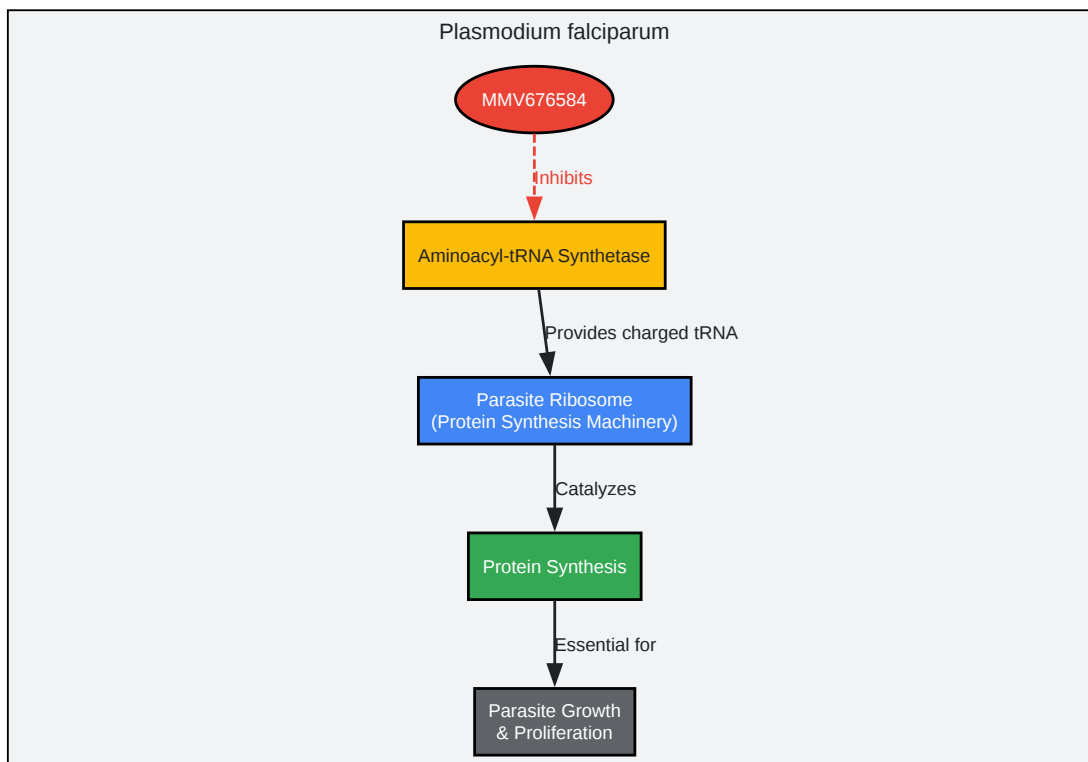 Plasmodium falciparum
MMV676584
Inhibits
Aminoacyl-tRNA Synthetase
Provides charged tRNA
Parasite Ribosome
(Protein Synthesis Machinery)
Catalyzes
Protein Synthesis
Essential for
Parasite Growth
& Proliferation